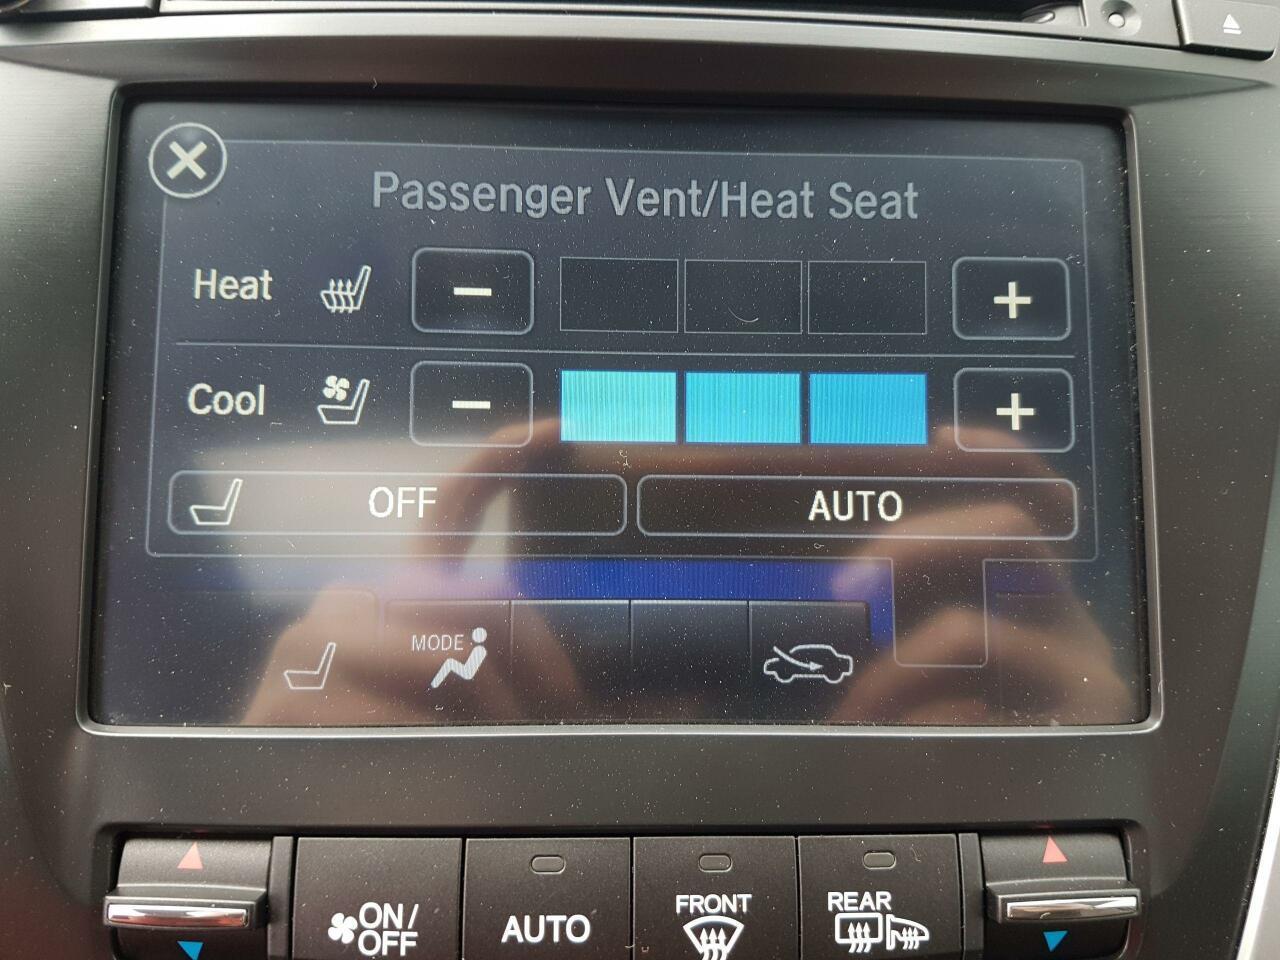 Passenger Vent/Heat Seat
Heat
Cool
OFF
AUTO
MODE
ON/
OFF
AUTO
FRONT
REAR